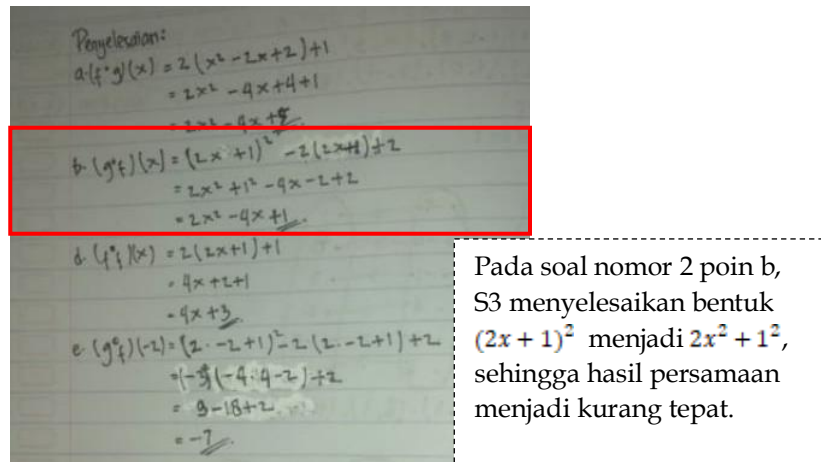 Penyelesaian:
a. (f∘g)(x) = 2(x² - 2x + 2) + 1
= 2x² - 4x + 4 + 1
= 2x² - 4x + 5
b. (g∘f)(x) = (2x + 1)² - 2(2x+1) + 2
= 2x² + 1² - 4x - 2 + 2
= 2x² - 4x + 1
d. (f∘f)(x) = 2(2x+1) + 1
= 4x + 2 + 1
= 4x + 3
e. (g∘f)(-2) = (2 . -2 + 1)² - 2(2 . -2 + 1) + 2
= 9 - 18 + 2
= -7
Pada soal nomor 2 poin b,
S3 menyelesaikan bentuk
(2x + 1)² menjadi 2x² + 1²,
sehingga hasil persamaan
menjadi kurang tepat.